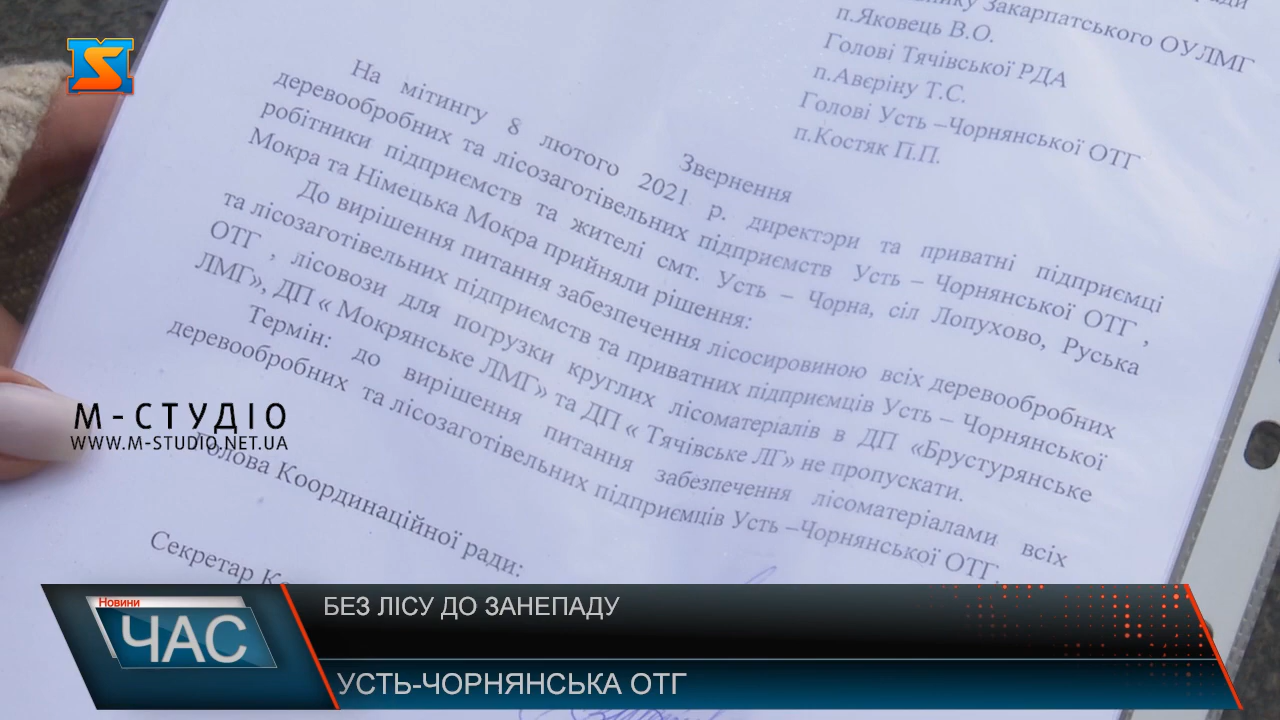 ради
Закарпатського ОУЛМГ
п.Яковець В.О.
Голові Тячівської РДА
п.Авєріну Т.С.
Голові Усть –Чорнянської ОТГ
п.Костяк П.П.
Звернення
На мітингу 8 лютого 2021 р. директори та приватні підприємці
деревообробних та лісозаготівельних підприємств Усть – Чорнянської ОТГ ,
робітники підприємств та жителі смт. Усть – Чорна, сіл Лопухово, Руська
Мокра та Німецька Мокра прийняли рішення:
До вирішення питання забезпечення лісосировиною всіх деревообробних
та лісозаготівельних підприємств та приватних підприємців Усть – Чорнянської
ОТГ , лісовози для погрузки круглих лісоматеріалів в ДП «Брустурянське
ЛМГ», ДП « Мокрянське ЛМГ» та ДП « Тячівське ЛГ» не пропускати.
Термін: до вирішення питання забезпечення лісоматеріалами всіх
деревообробних та лісозаготівельних підприємців Усть –Чорнянської ОТГ.
Голова Координаційної ради:
Секретар
М-СТУДІО
WWW.M-STUDIO.NET.UA
Новини
ЧАС
БЕЗ ЛІСУ ДО ЗАНЕПАДУ
УСТЬ-ЧОРНЯНСЬКА ОТГ